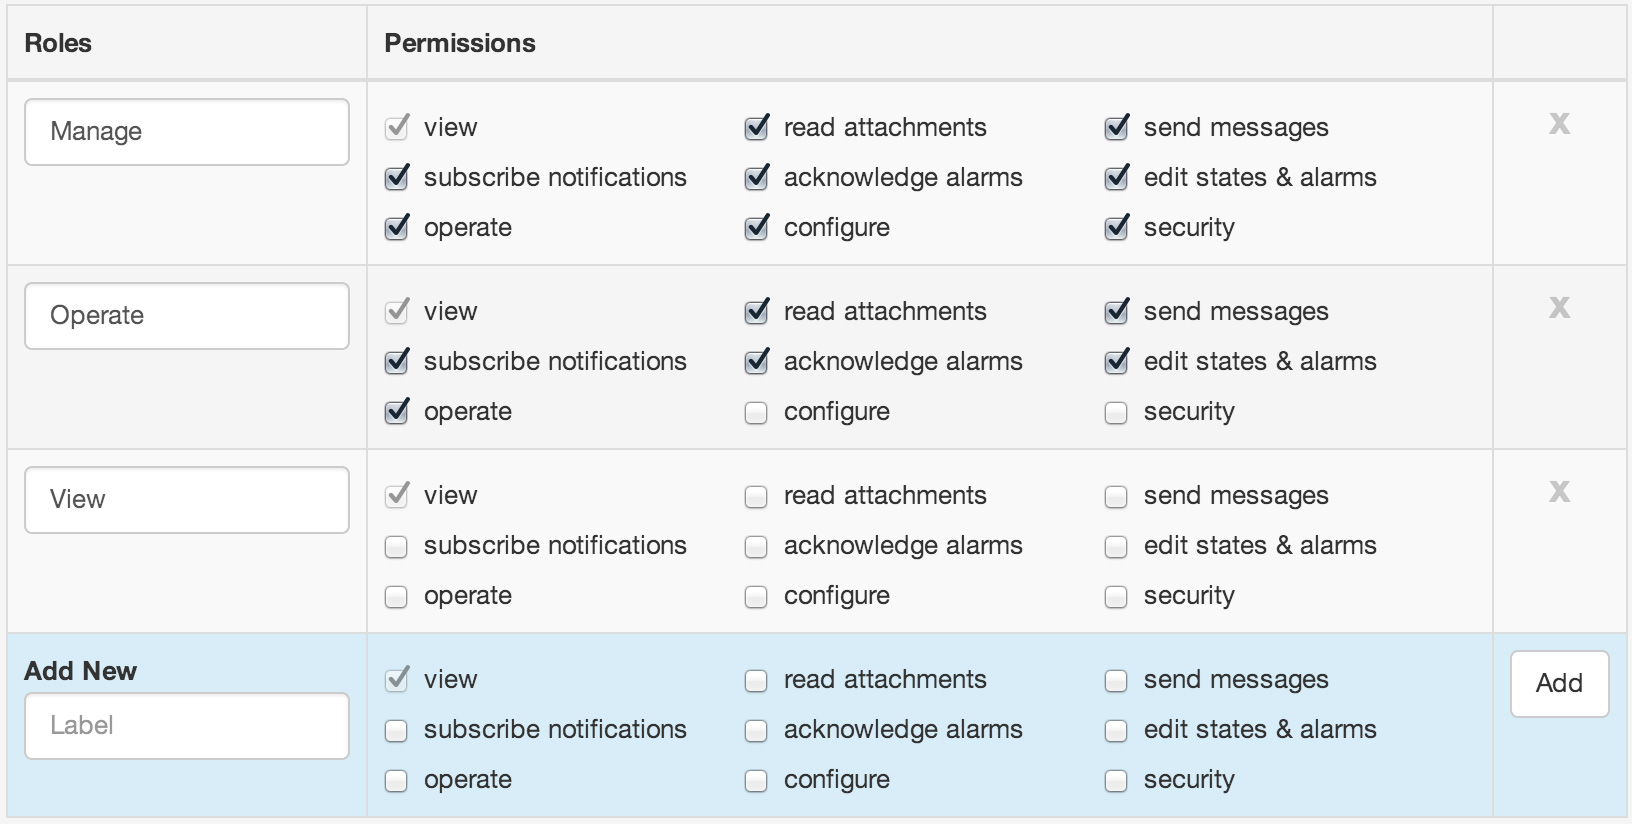 Roles Permissions
Manage view read attachments send messages X
subscribe notifications acknowledge alarms edit states & alarms
operate configure security
Operate view read attachments send messages X
subscribe notifications acknowledge alarms edit states & alarms
operate configure security
View view read attachments send messages X
subscribe notifications acknowledge alarms edit states & alarms
operate configure security
Add New view read attachments send messages Add
Label subscribe notifications acknowledge alarms edit states & alarms
operate configure security